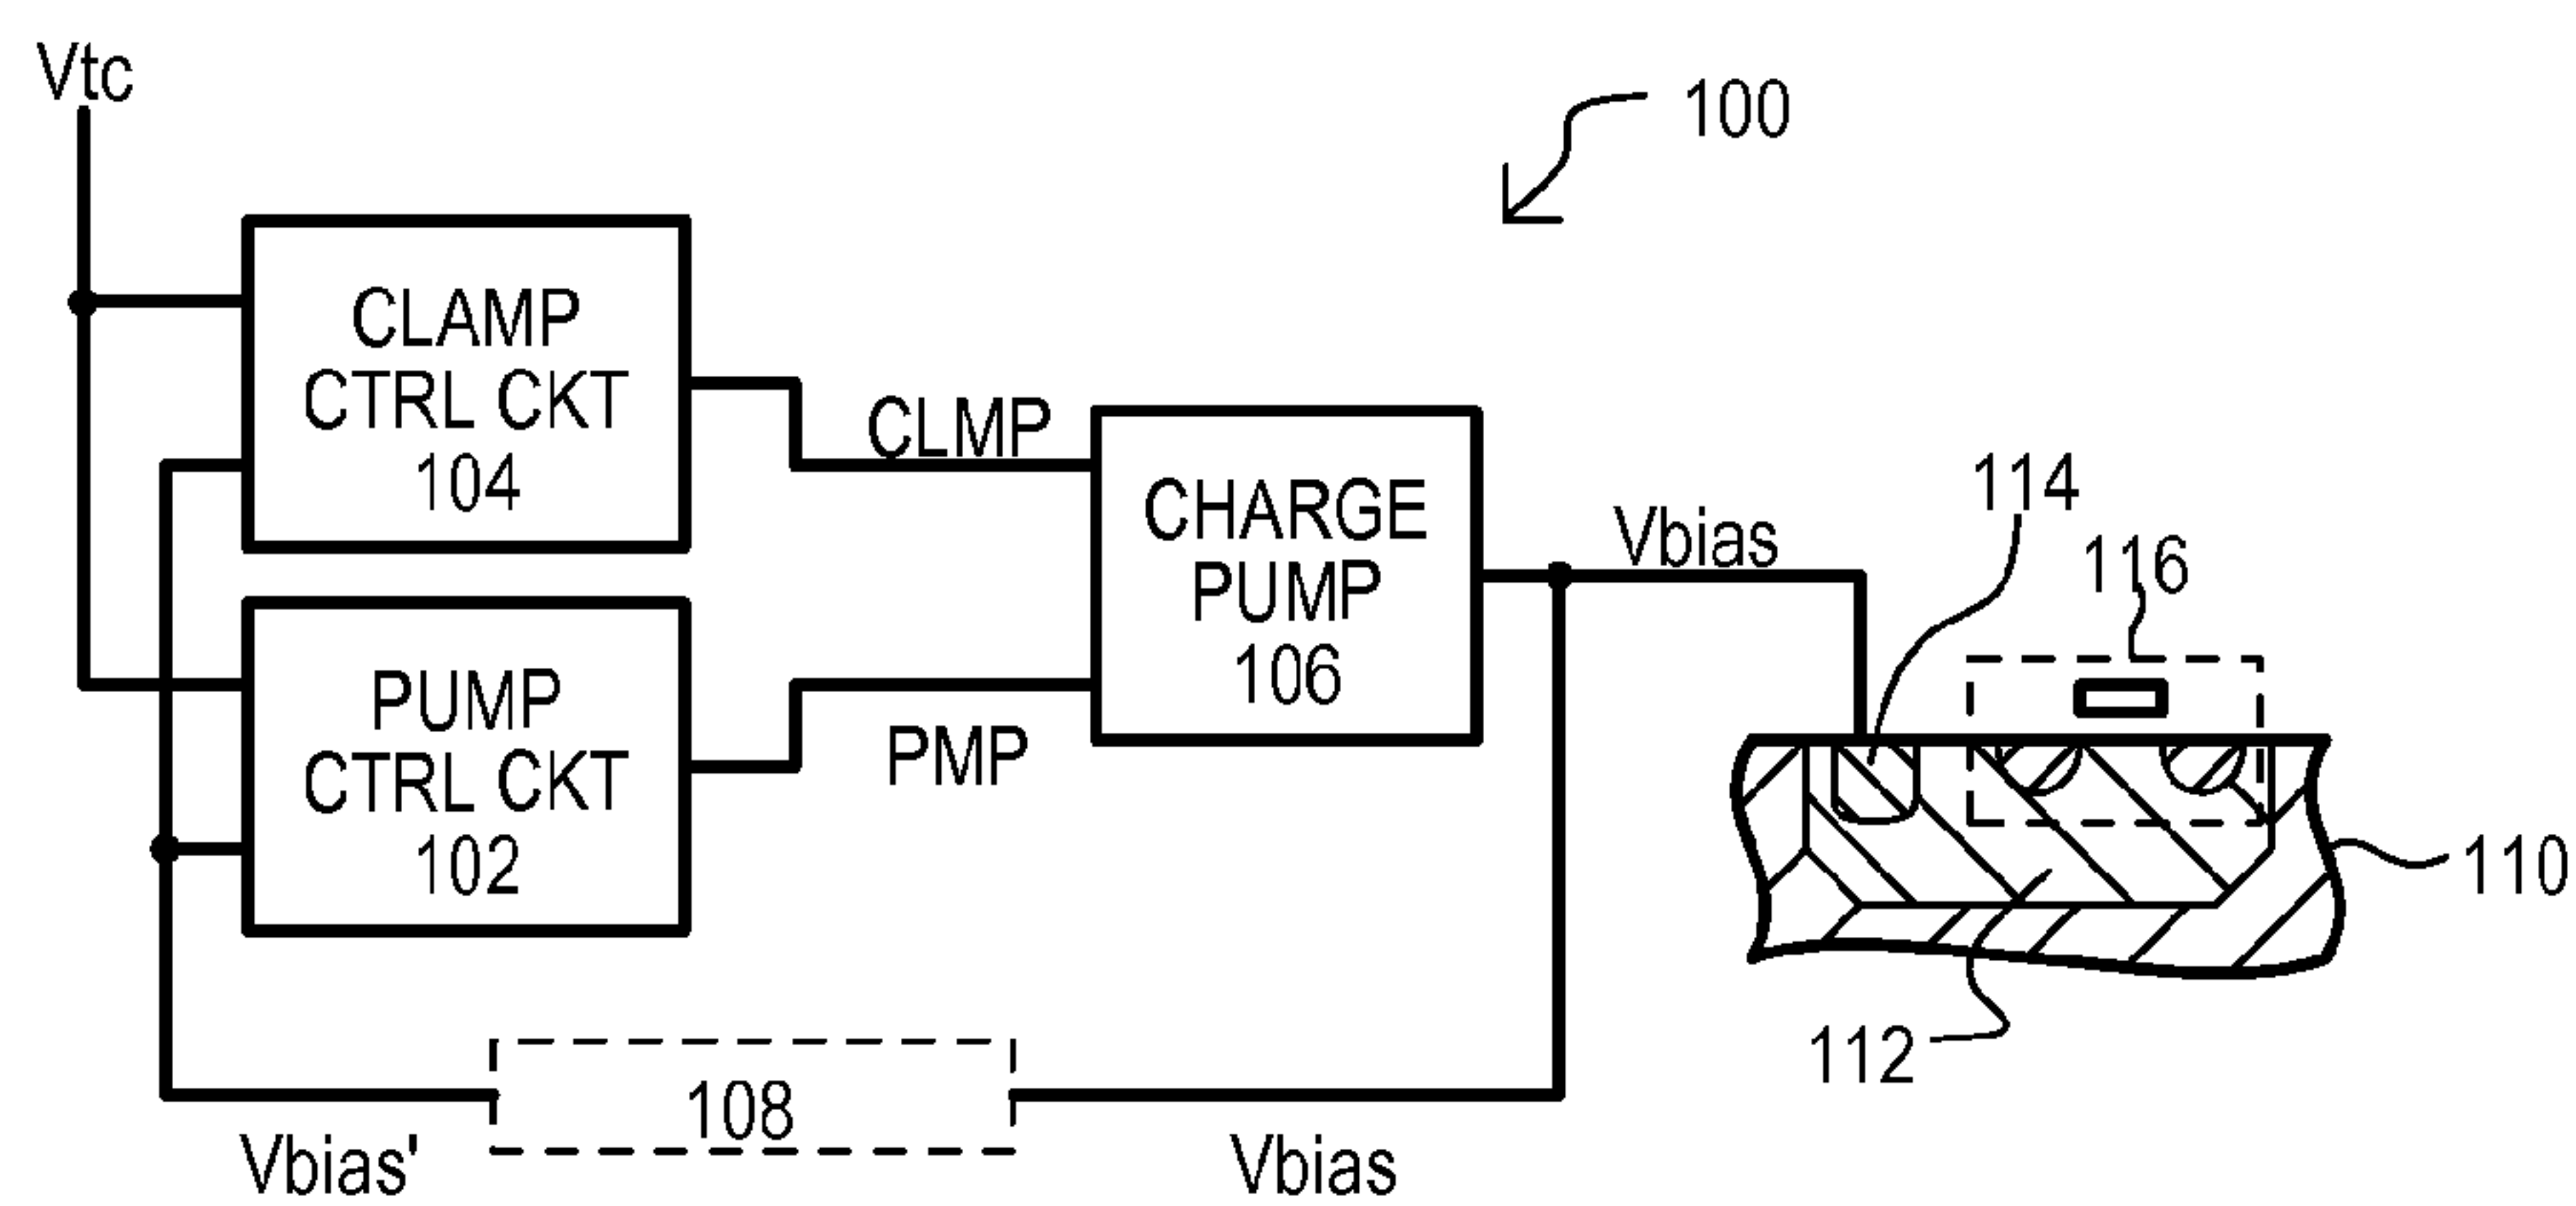 Vtc
100
CLAMP
CTRL CKT
104
CLMP
CHARGE
PUMP
106
Vbias
114
116
PUMP
CTRL CKT
102
PMP
110
112
108
Vbias'
Vbias